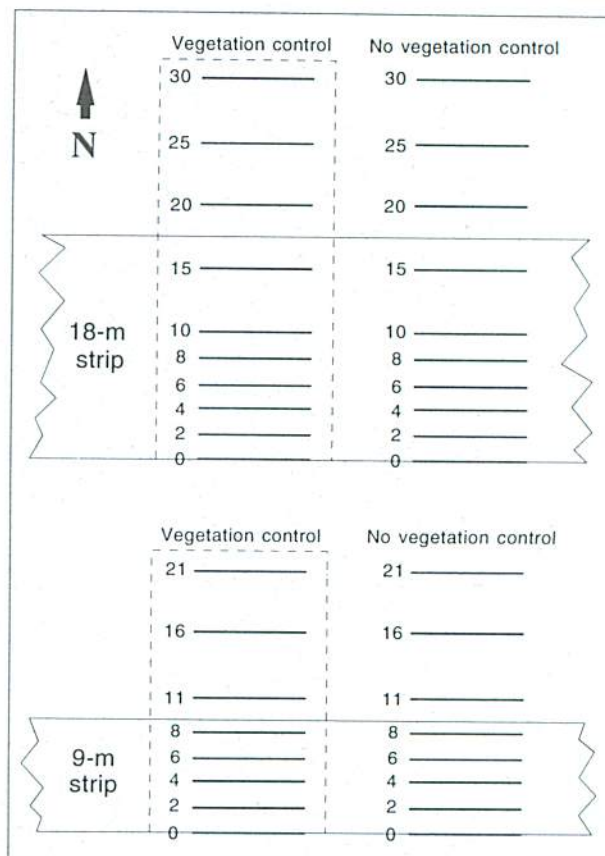 Vegetation control No vegetation control
30 30
N
25 25
20 20
15 15
18-m
strip
10 10
8 8
6 6
4 4
2 2
0 0
Vegetation control No vegetation control
21 21
16 16
11 11
9-m
strip
8 8
6 6
4 4
2 2
0 0